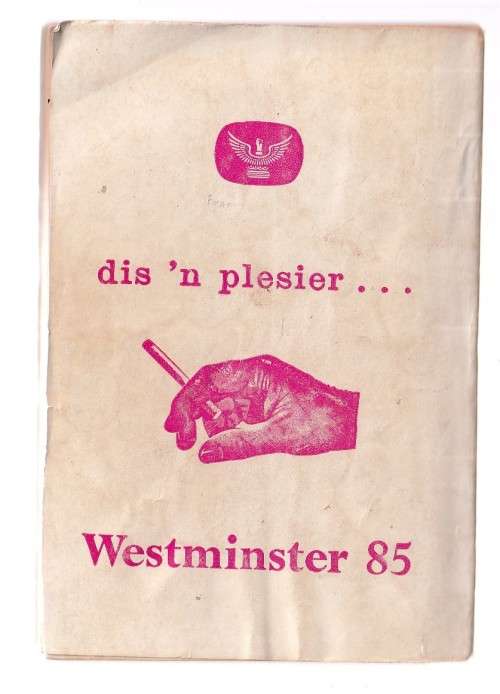 dis 'n plesier . . .
Westminster 85